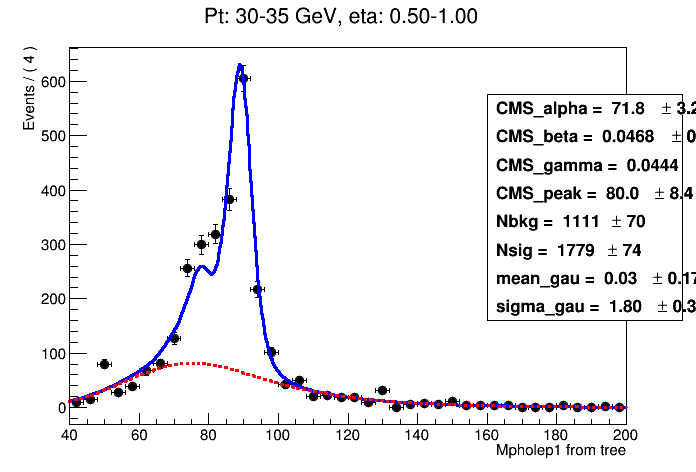 Pt: 30-35 GeV, eta: 0.50-1.00
Events / ( 4 )
600
500
400
300
200
100
0
CMS_alpha = 71.8 ± 3.2
CMS_beta = 0.0468 ± 0
CMS_gamma = 0.0444
CMS_peak = 80.0 ± 8.4
Nbkg = 1111 ± 70
Nsig = 1779 ± 74
mean_gau = 0.03 ± 0.17
sigma_gau = 1.80 ± 0.3
40 60 80 100 120 140 160 180 200
Mpholep1 from tree